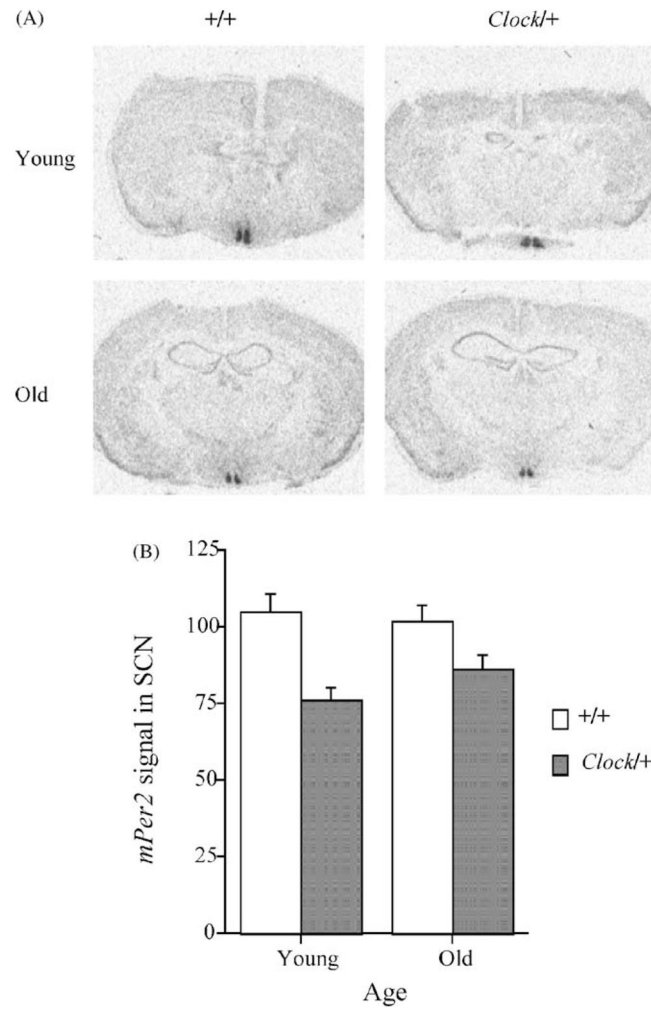 (A)
+/+
Clock/+
Young
Old
(B)
125
100
75
50
25
0
mPer2 signal in SCN
Young
Old
Age
+/+
Clock/+